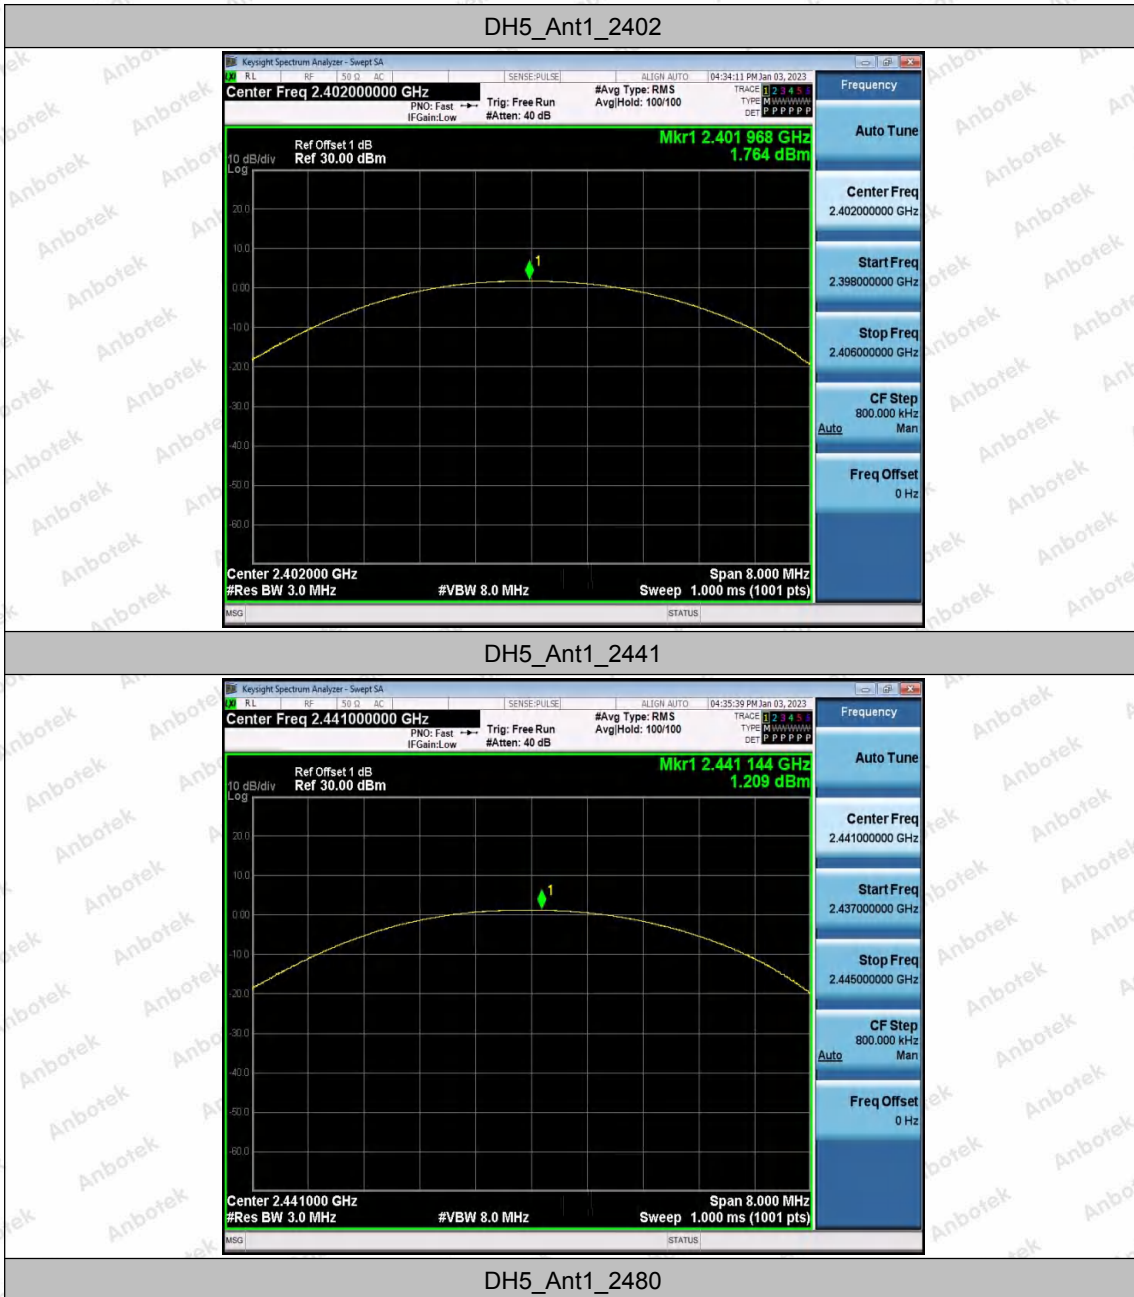 DH5_Ant1_2402
Keysight Spectrum Analyzer - Swept SA
RL RF 50 Ω AC SENSE:PULSE ALIGN AUTO 04:34:11 PM Jan 03, 2023
Center Freq 2.402000000 GHz
PNO: Fast
IFGain:Low
Trig: Free Run
#Atten: 40 dB
#Avg Type: RMS
Avg|Hold: 100/100
TRACE 1 2 3 4 5 6
TYPE M W W W W W
DET P P P P P P
Ref Offset 1 dB
10 dB/div Ref 30.00 dBm
Log
Mkr1 2.401 968 GHz
1.764 dBm
20.0
10.0
1
0.00
-10.0
-20.0
-30.0
-40.0
-50.0
-60.0
Center 2.402000 GHz Span 8.000 MHz
#Res BW 3.0 MHz #VBW 8.0 MHz Sweep 1.000 ms (1001 pts)
MSG STATUS
Frequency
Auto Tune
Center Freq
2.402000000 GHz
Start Freq
2.398000000 GHz
Stop Freq
2.406000000 GHz
CF Step
800.000 kHz
Auto Man
Freq Offset
0 Hz
DH5_Ant1_2441
Keysight Spectrum Analyzer - Swept SA
RL RF 50 Ω AC SENSE:PULSE ALIGN AUTO 04:35:39 PM Jan 03, 2023
Center Freq 2.441000000 GHz
PNO: Fast
IFGain:Low
Trig: Free Run
#Atten: 40 dB
#Avg Type: RMS
Avg|Hold: 100/100
TRACE 1 2 3 4 5 6
TYPE M W W W W W
DET P P P P P P
Ref Offset 1 dB
10 dB/div Ref 30.00 dBm
Log
Mkr1 2.441 144 GHz
1.209 dBm
20.0
10.0
1
0.00
-10.0
-20.0
-30.0
-40.0
-50.0
-60.0
Center 2.441000 GHz Span 8.000 MHz
#Res BW 3.0 MHz #VBW 8.0 MHz Sweep 1.000 ms (1001 pts)
MSG STATUS
Frequency
Auto Tune
Center Freq
2.441000000 GHz
Start Freq
2.437000000 GHz
Stop Freq
2.445000000 GHz
CF Step
800.000 kHz
Auto Man
Freq Offset
0 Hz
DH5_Ant1_2480
Anbotek